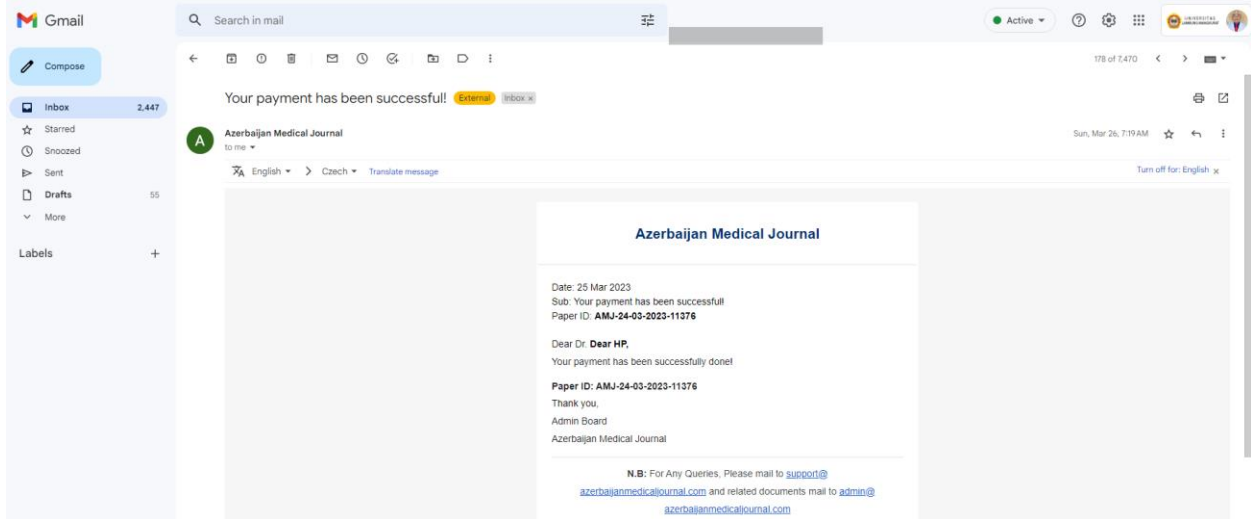 Gmail
Search in mail
Active
UNIVERSITAS
Compose
178 of 7,470
Inbox 2,447
Starred
Snoozed
Sent
Drafts 55
More
Labels +
Your payment has been successful! External Inbox x
Azerbaijan Medical Journal
to me
Sun, Mar 26, 7:19 AM
A
English > Czech Translate message
Turn off for: English x
Azerbaijan Medical Journal
Date: 25 Mar 2023
Sub: Your payment has been successful!
Paper ID: AMJ-24-03-2023-11376
Dear Dr. Dear HP,
Your payment has been successfully done!
Paper ID: AMJ-24-03-2023-11376
Thank you,
Admin Board
Azerbaijan Medical Journal
N.B: For Any Queries, Please mail to support@
azerbaijanmedicaljournal.com and related documents mail to admin@
azerbaijanmedicaljournal.com